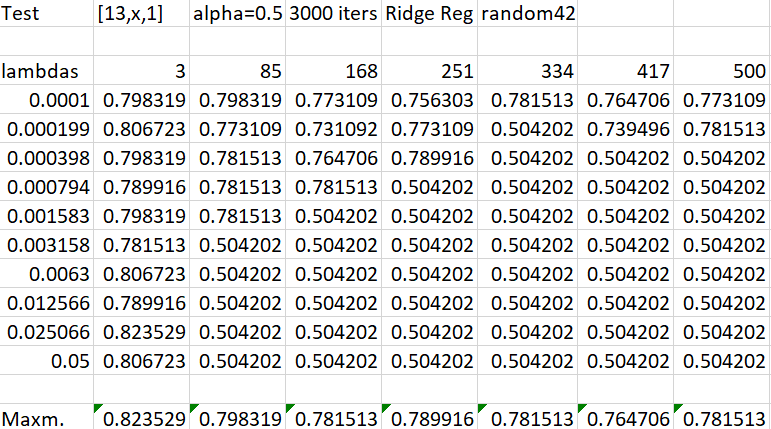 Test [13,x,1] alpha=0.5 3000 iters Ridge Reg random42
lambdas 3 85 168 251 334 417 500
0.0001 0.798319 0.798319 0.773109 0.756303 0.781513 0.764706 0.773109
0.000199 0.806723 0.773109 0.731092 0.773109 0.504202 0.739496 0.781513
0.000398 0.798319 0.781513 0.764706 0.789916 0.504202 0.504202 0.504202
0.000794 0.789916 0.781513 0.781513 0.504202 0.504202 0.504202 0.504202
0.001583 0.798319 0.781513 0.504202 0.504202 0.504202 0.504202 0.504202
0.003158 0.781513 0.504202 0.504202 0.504202 0.504202 0.504202 0.504202
0.0063 0.806723 0.504202 0.504202 0.504202 0.504202 0.504202 0.504202
0.012566 0.789916 0.504202 0.504202 0.504202 0.504202 0.504202 0.504202
0.025066 0.823529 0.504202 0.504202 0.504202 0.504202 0.504202 0.504202
0.05 0.806723 0.504202 0.504202 0.504202 0.504202 0.504202 0.504202
Maxm. 0.823529 0.798319 0.781513 0.789916 0.781513 0.764706 0.781513